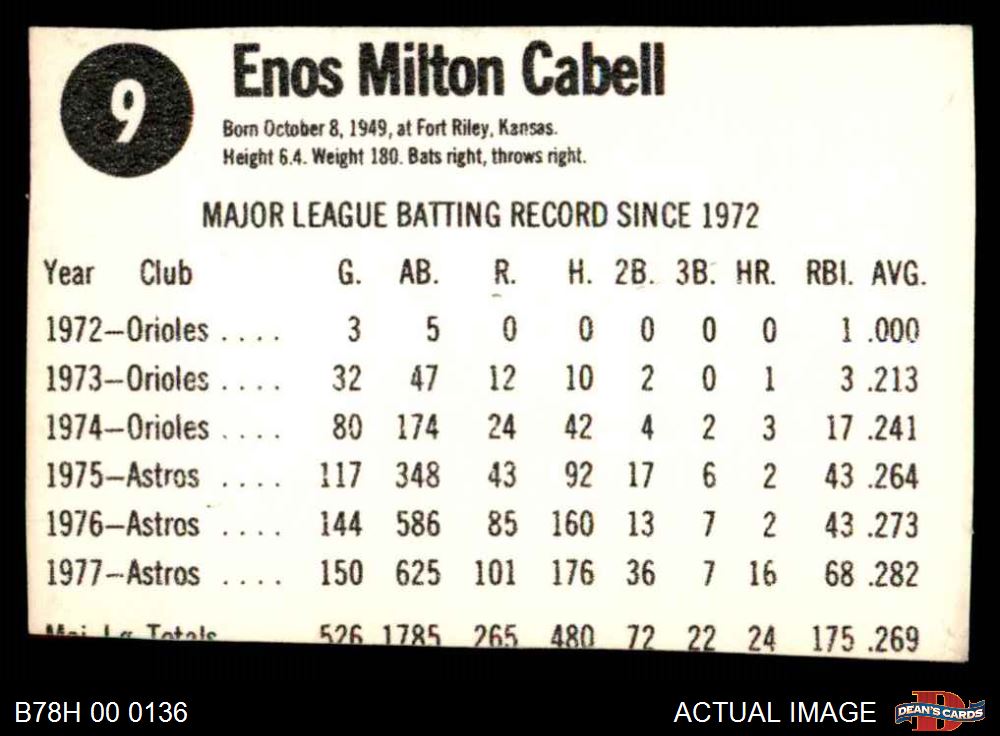 9
Enos Milton Cabell
Born October 8, 1949, at Fort Riley, Kansas.
Height 6.4. Weight 180. Bats right, throws right.
MAJOR LEAGUE BATTING RECORD SINCE 1972
Year Club G. AB. R. H. 2B. 3B. HR. RBI. AVG.
1972—Orioles .... 3 5 0 0 0 0 0 1 .000
1973—Orioles .... 32 47 12 10 2 0 1 3 .213
1974—Orioles .... 80 174 24 42 4 2 3 17 .241
1975—Astros .... 117 348 43 92 17 6 2 43 .264
1976—Astros .... 144 586 85 160 13 7 2 43 .273
1977—Astros .... 150 625 101 176 36 7 16 68 .282
Maj. Lg. Totals 526 1785 265 480 72 22 24 175 .269
B78H 00 0136 ACTUAL IMAGE DEAN'S CARDS